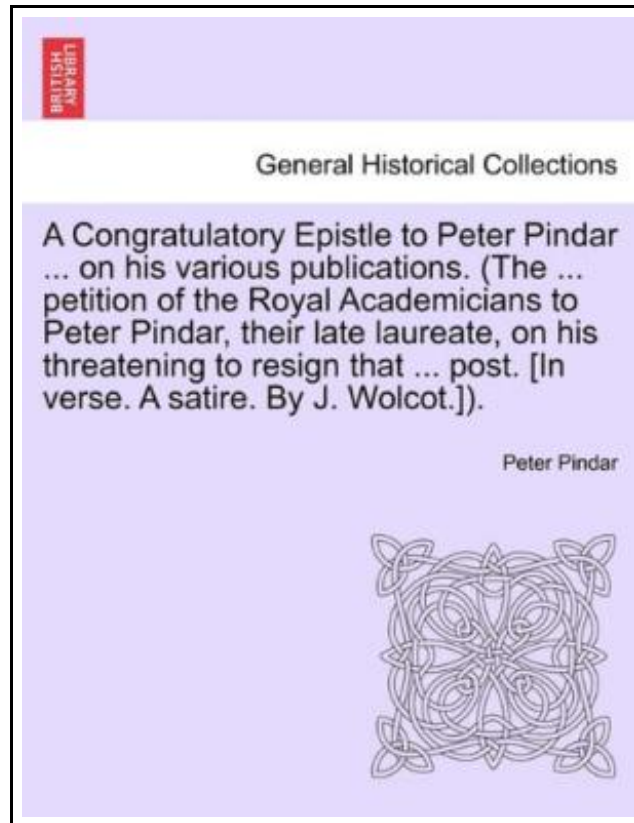 BRITISH
LIBRARY
General Historical Collections
A Congratulatory Epistle to Peter Pindar
... on his various publications. (The ...
petition of the Royal Academicians to
Peter Pindar, their late laureate, on his
threatening to resign that ... post. [In
verse. A satire. By J. Wolcot.]).
Peter Pindar